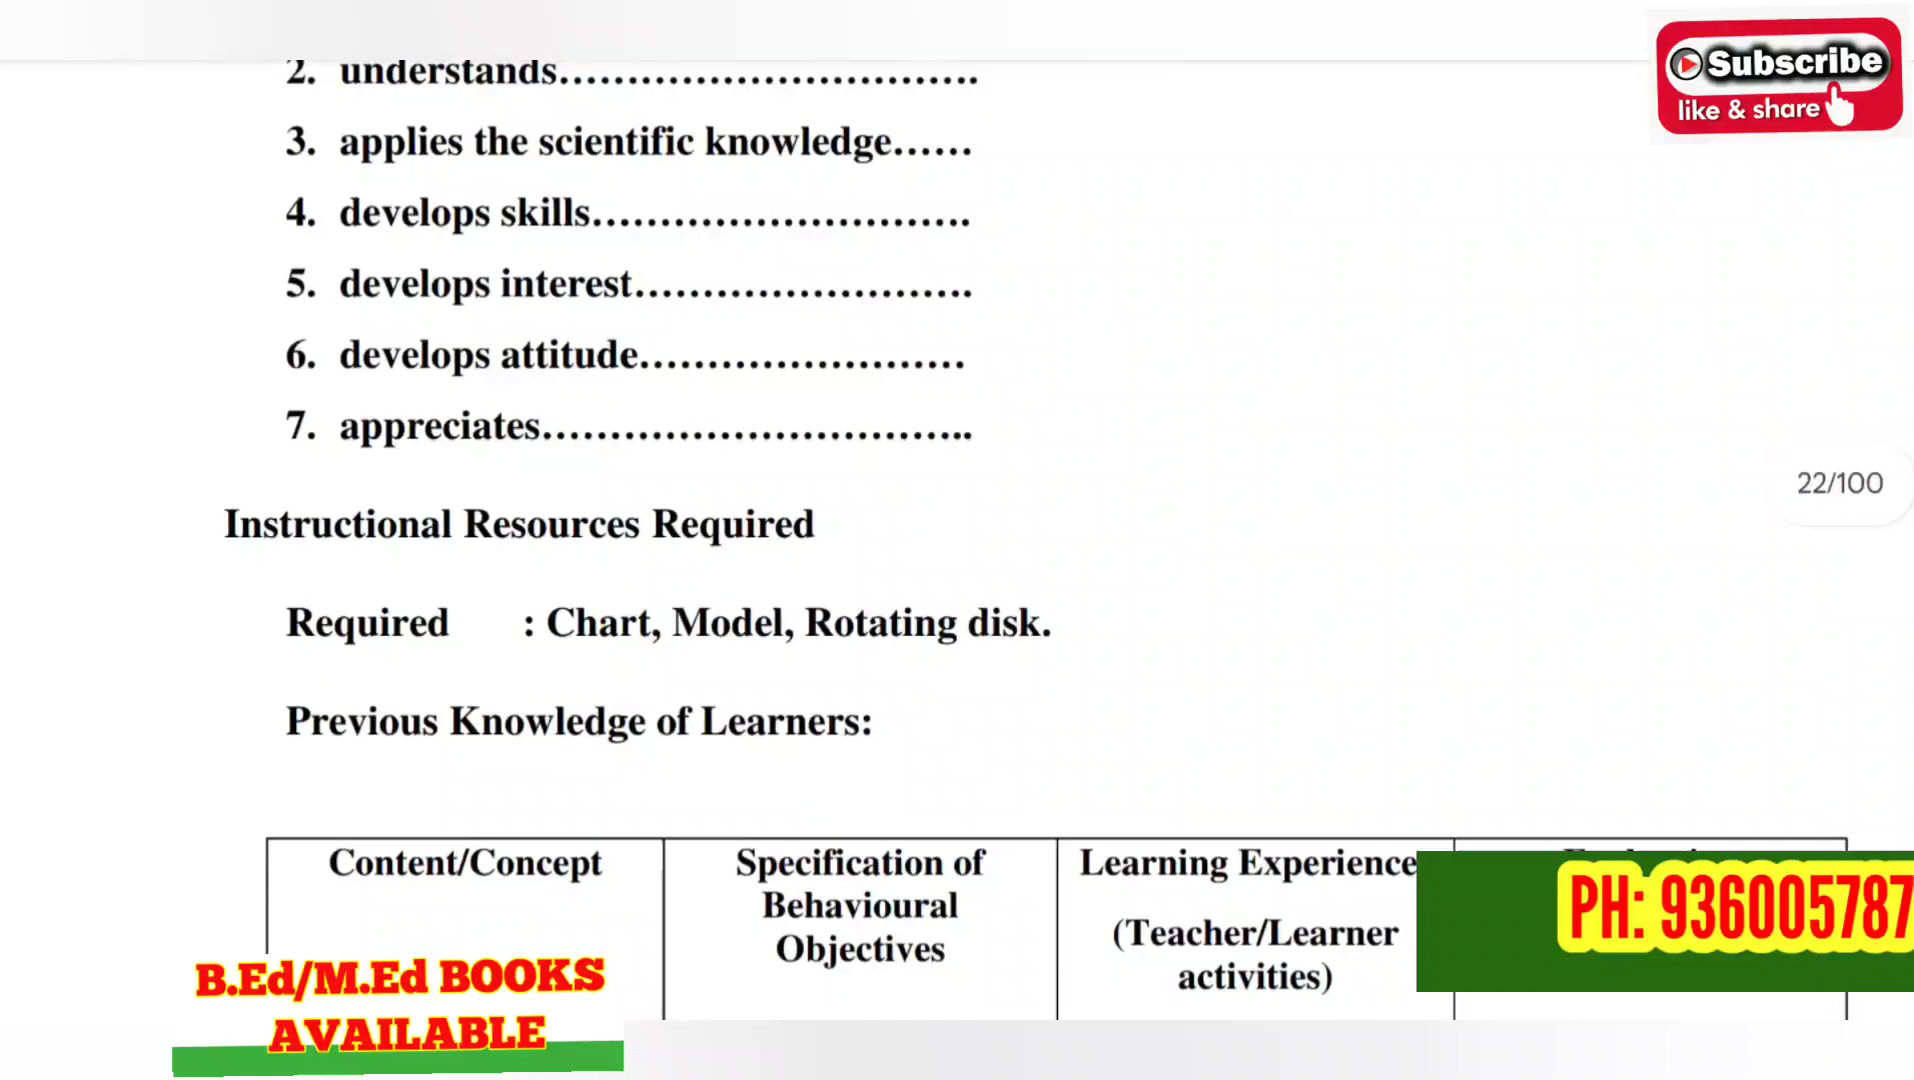 Subscribe
like & share
2. understands…………………………….
3. applies the scientific knowledge……
4. develops skills……………………….
5. develops interest…………………….
6. develops attitude……………………
7. appreciates…………………………..
22/100
Instructional Resources Required
Required : Chart, Model, Rotating disk.
Previous Knowledge of Learners:
Content/Concept
Specification of
Behavioural
Objectives
Learning Experience
(Teacher/Learner
activities)
PH: 936005787
B.Ed/M.Ed BOOKS
AVAILABLE